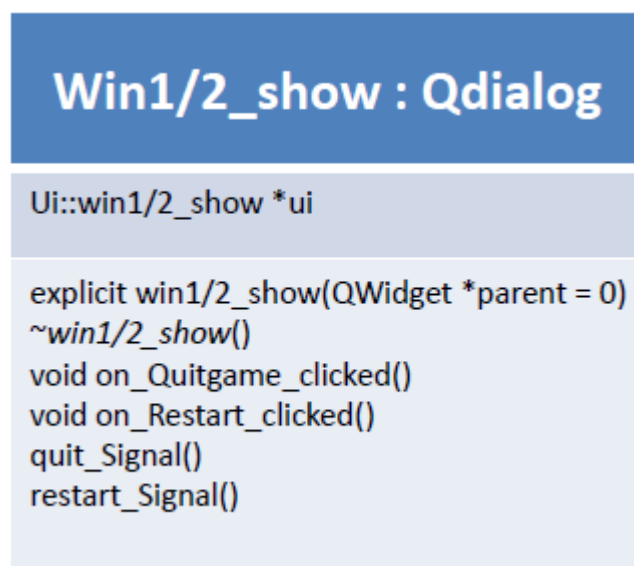 Win1/2_show : Qdialog
Ui::win1/2_show *ui
explicit win1/2_show(QWidget *parent = 0)
~win1/2_show()
void on_Quitgame_clicked()
void on_Restart_clicked()
quit_Signal()
restart_Signal()